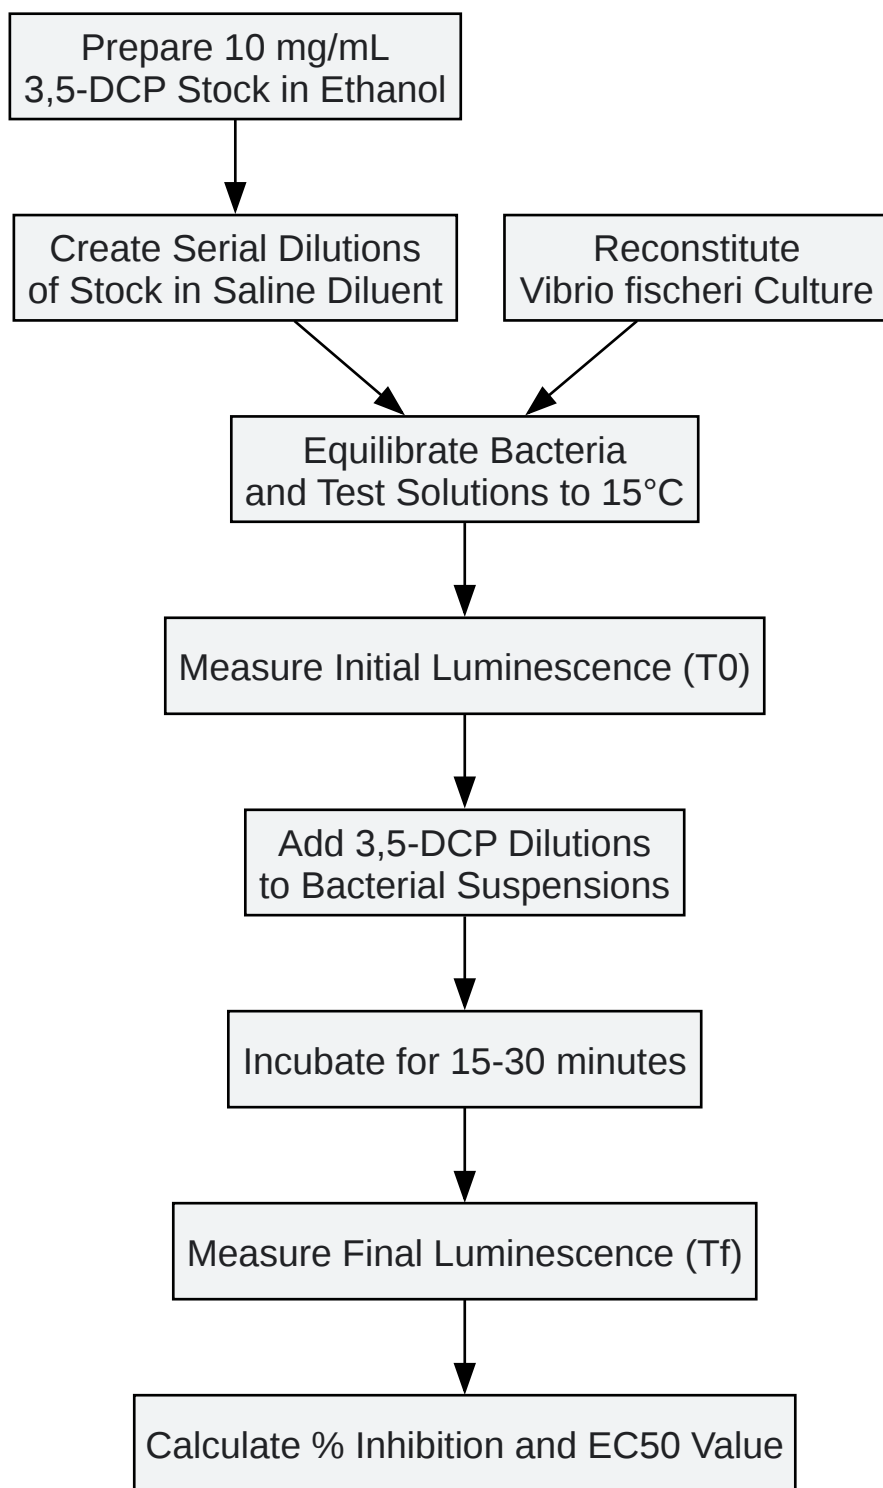 Prepare 10 mg/mL
3,5-DCP Stock in Ethanol
Create Serial Dilutions
of Stock in Saline Diluent
Reconstitute
Vibrio fischeri Culture
Equilibrate Bacteria
and Test Solutions to 15°C
Measure Initial Luminescence (T0)
Add 3,5-DCP Dilutions
to Bacterial Suspensions
Incubate for 15-30 minutes
Measure Final Luminescence (Tf)
Calculate % Inhibition and EC50 Value